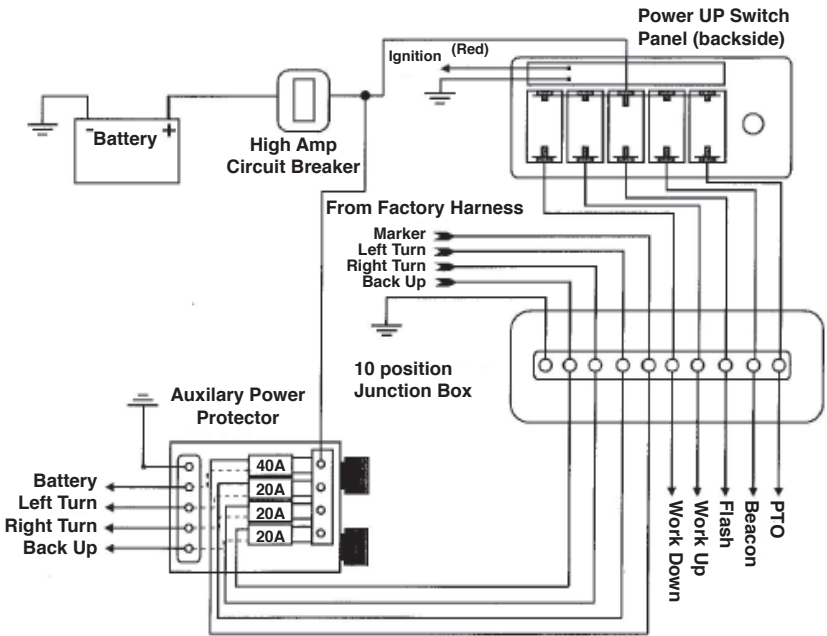 Power UP Switch
Panel (backside)
Ignition (Red)
- Battery +
High Amp
Circuit Breaker
From Factory Harness
Marker
Left Turn
Right Turn
Back Up
10 position
Junction Box
Auxilary Power
Protector
40A
20A
20A
20A
Battery
Left Turn
Right Turn
Back Up
Work Down
Work Up
Flash
Beacon
PTO